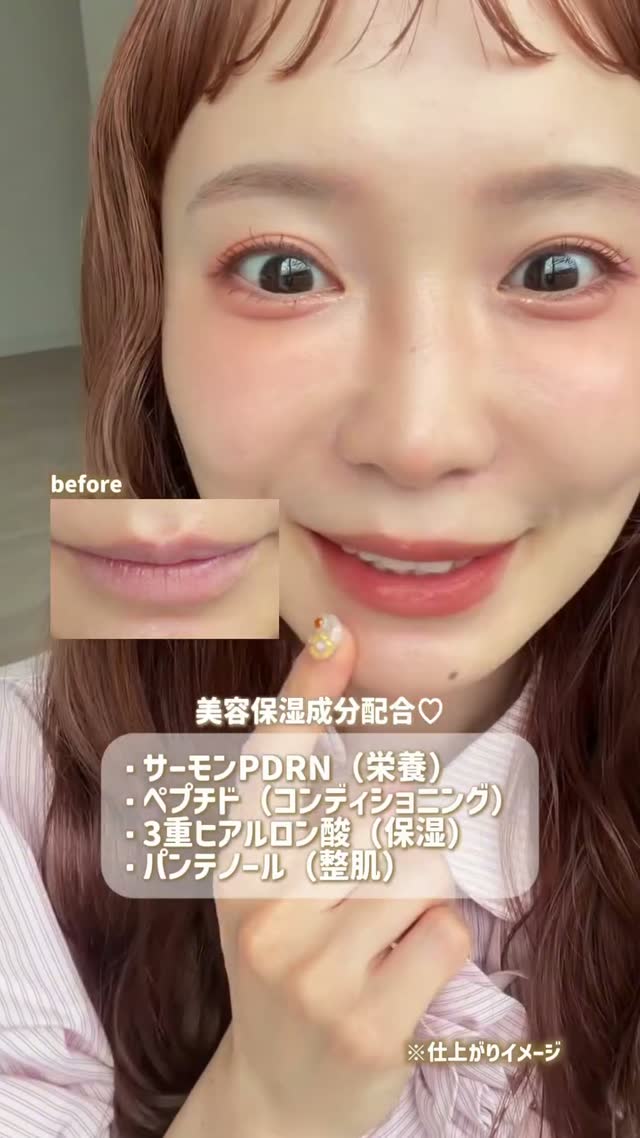 before
美容保湿成分配合♡
・サーモンPDRN（栄養）
・ペプチド（コンディショニング）
・3重ヒアルロン酸（保湿）
・パンテノール（整肌）
※仕上がりイメージ